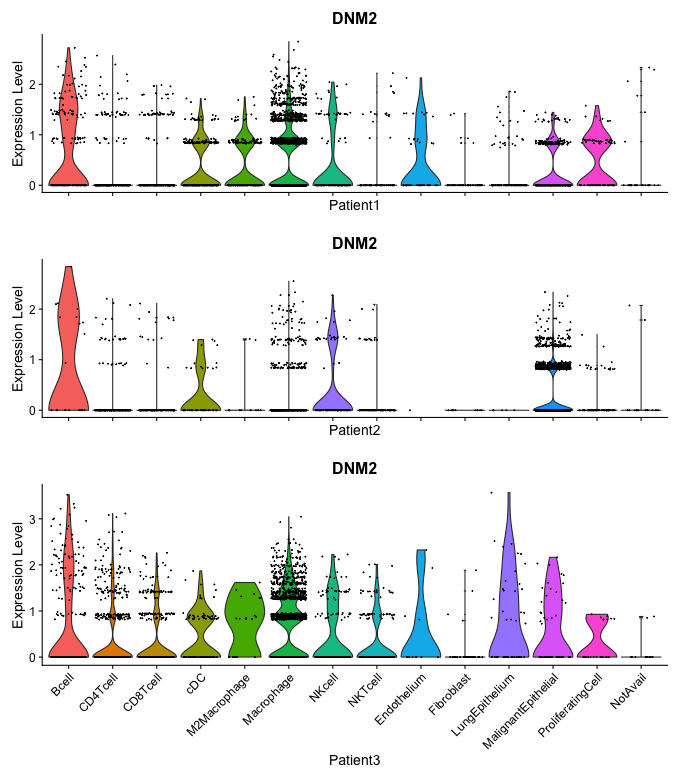 DNM2
Expression Level
2
1
0
Patient1
DNM2
Expression Level
2
1
0
Patient2
DNM2
Expression Level
3
2
1
0
Bcell
CD4Tcell
CD8Tcell
cDC
M2Macrophage
Macrophage
NKcell
NKTcell
Endothelium
Fibroblast
LungEpithelium
MalignantEpithelial
ProliferatingCell
NotAvail
Patient3